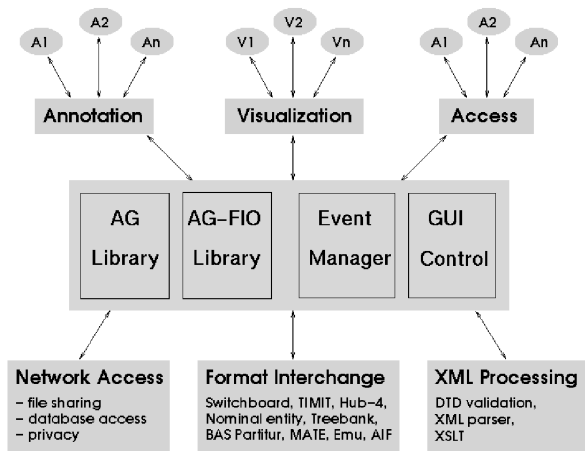 A1 A2 An V1 V2 Vn A1 A2 An
Annotation Visualization Access
AG Library
AG-FIO Library
Event Manager
GUI Control
Network Access
– file sharing
– database access
– privacy
Format Interchange
Switchboard, TIMIT, Hub-4,
Nominal entity, Treebank,
BAS Partitur, MATE, Emu, AIF
XML Processing
DTD validation,
XML parser,
XSLT